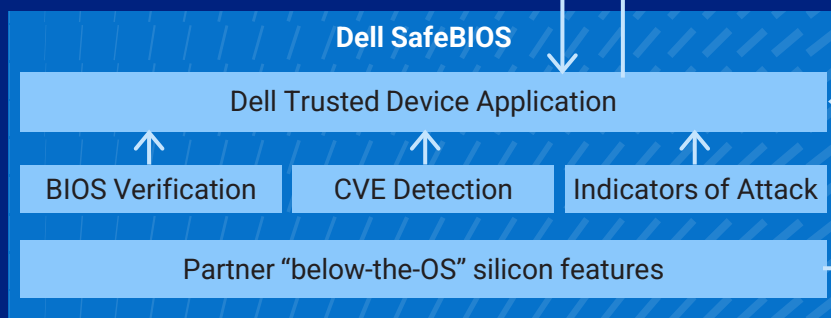 Dell SafeBIOS
Dell Trusted Device Application
BIOS Verification
CVE Detection
Indicators of Attack
Partner “below-the-OS” silicon features